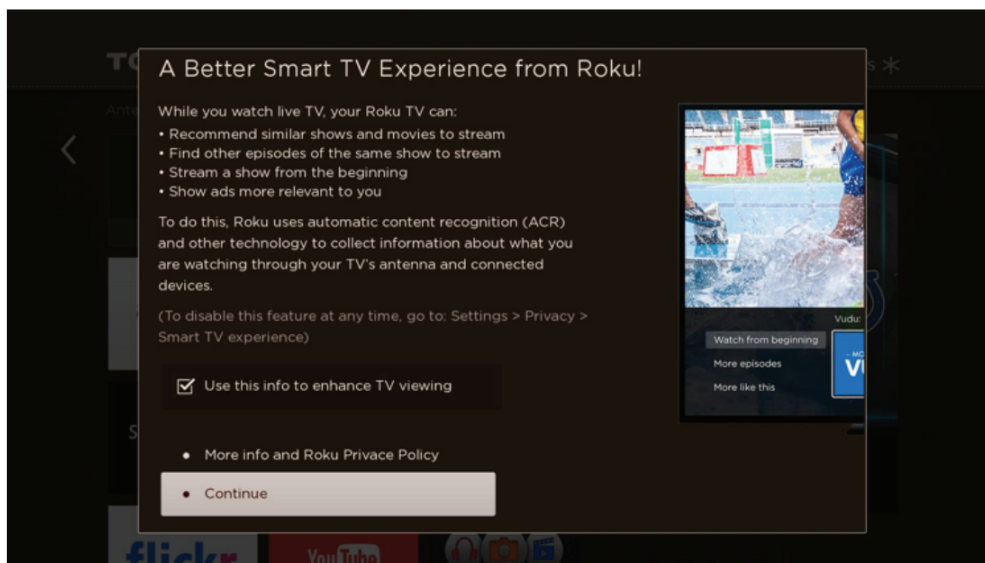 A Better Smart TV Experience from Roku!
While you watch live TV, your Roku TV can:
• Recommend similar shows and movies to stream
• Find other episodes of the same show to stream
• Stream a show from the beginning
• Show ads more relevant to you
To do this, Roku uses automatic content recognition (ACR)
and other technology to collect information about what you
are watching through your TV's antenna and connected
devices.
(To disable this feature at any time, go to: Settings > Privacy >
Smart TV experience)
Use this info to enhance TV viewing
• More info and Roku Privace Policy
• Continue
Vudu:
Watch from beginning
More episodes
More like this
flickr
YouTube